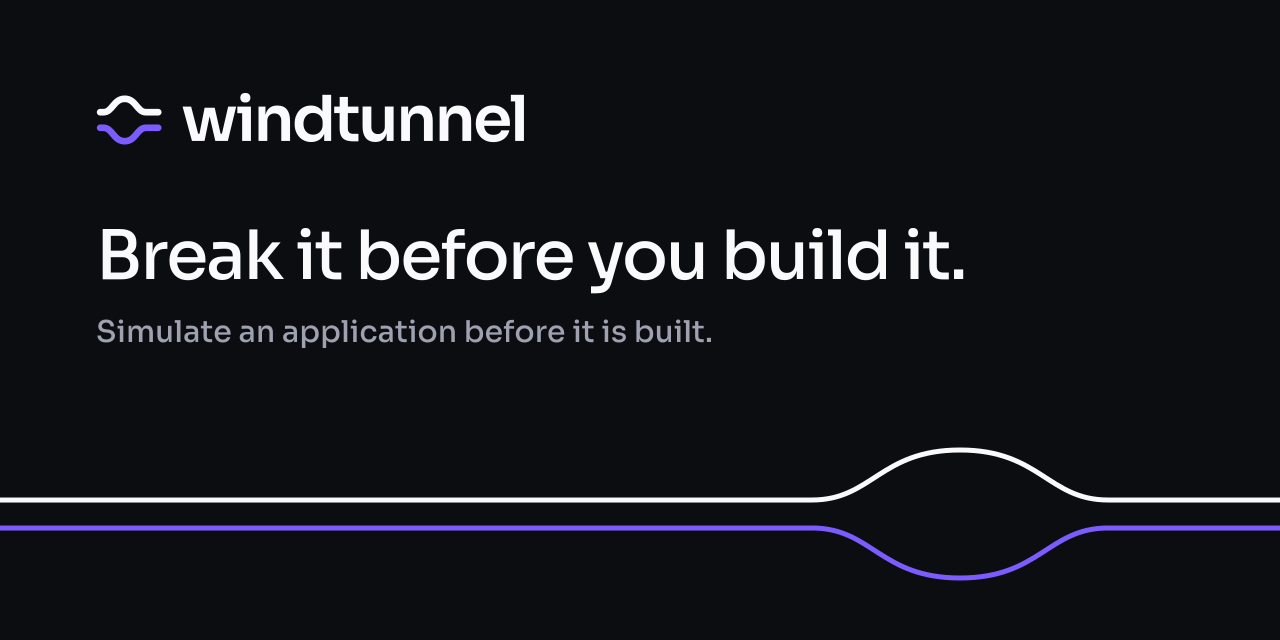 windtunnel
Break it before you build it.
Simulate an application before it is built.